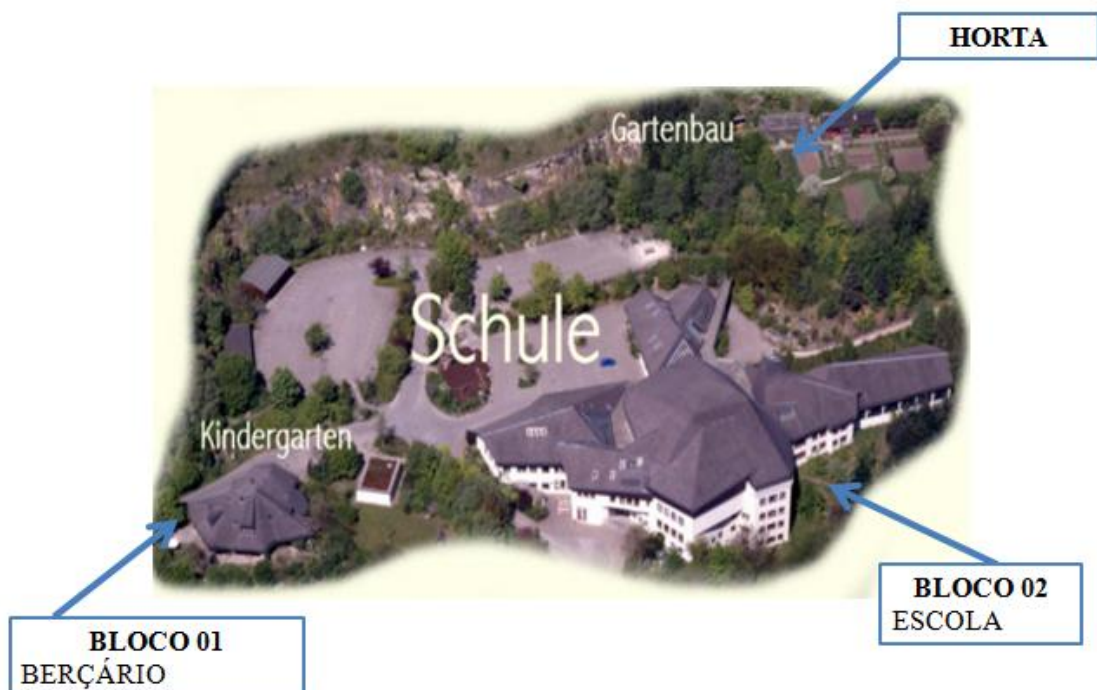 HORTA
Gartenbau
Schule
Kindergarten
BLOCO 02
ESCOLA
BLOCO 01
BERÇÁRIO